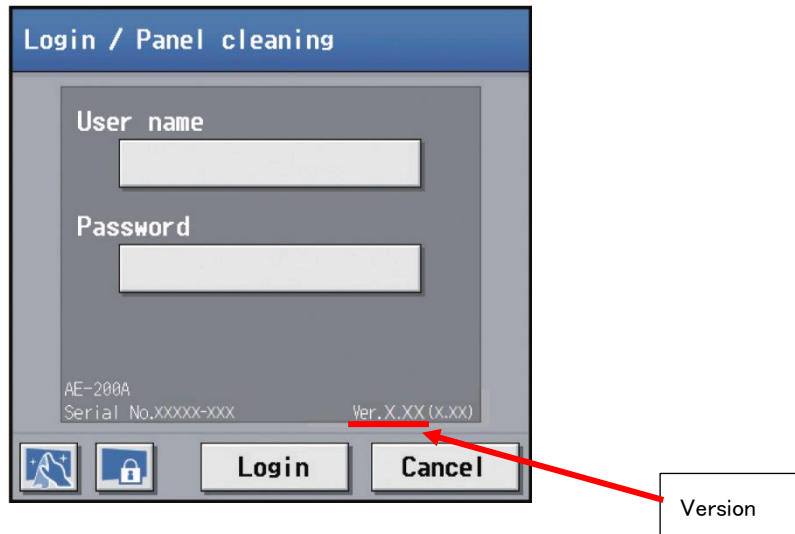 Login / Panel cleaning
User name
Password
AE-200A
Serial No.XXXXX-XXX Ver.X.XX(X.XX)
Login Cancel
Version